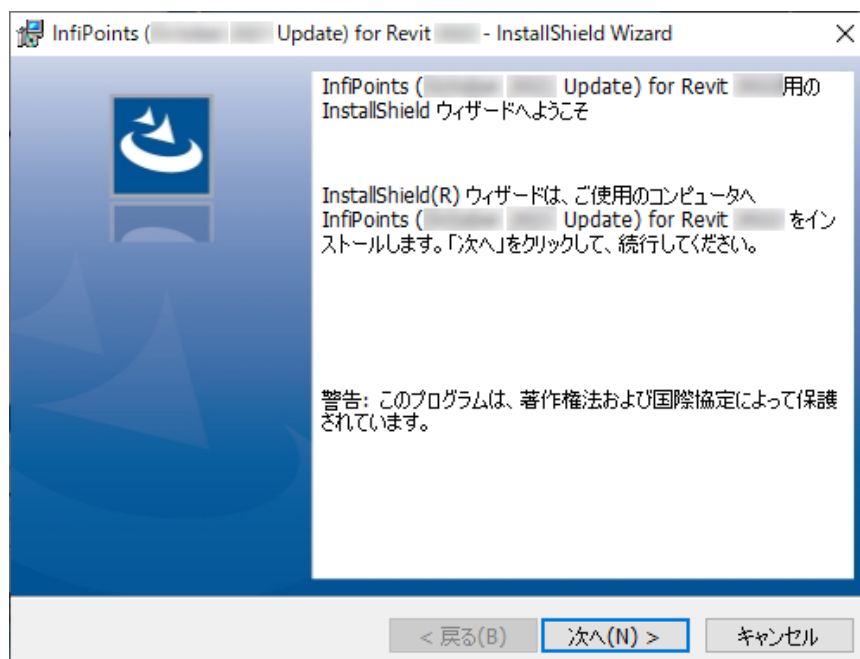 InfiPoints ( Update) for Revit - InstallShield Wizard
InfiPoints ( Update) for Revit 用の
InstallShield ウィザードへようこそ
InstallShield(R) ウィザードは、ご使用のコンピュータへ
InfiPoints ( Update) for Revit をイン
ストールします。「次へ」をクリックして、続行してください。
警告: このプログラムは、著作権法および国際協定によって保護
されています。
< 戻る(B)
次へ(N) >
キャンセル